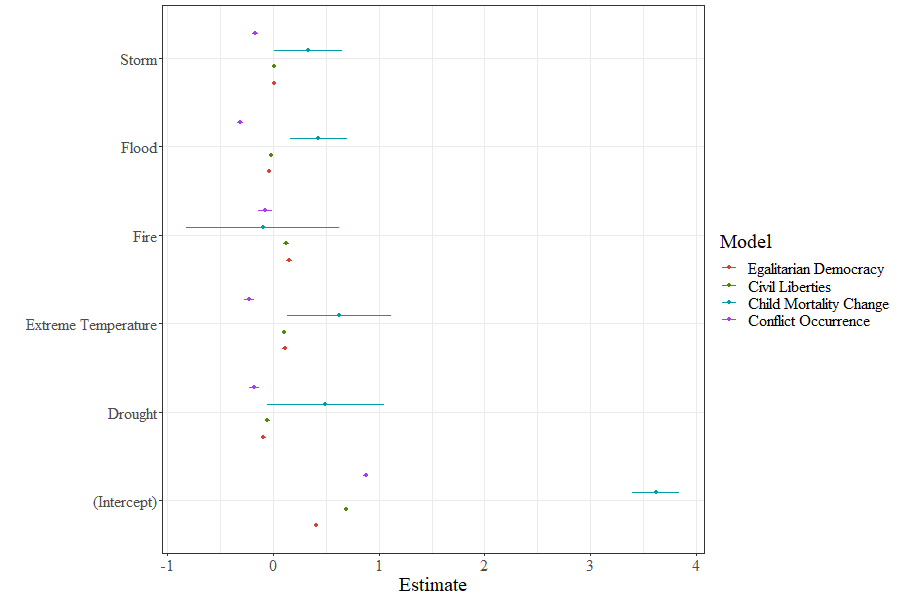 Storm
Flood
Fire
Extreme Temperature
Drought
(Intercept)
-1 0 1 2 3 4
Estimate
Model
Egalitarian Democracy
Civil Liberties
Child Mortality Change
Conflict Occurrence